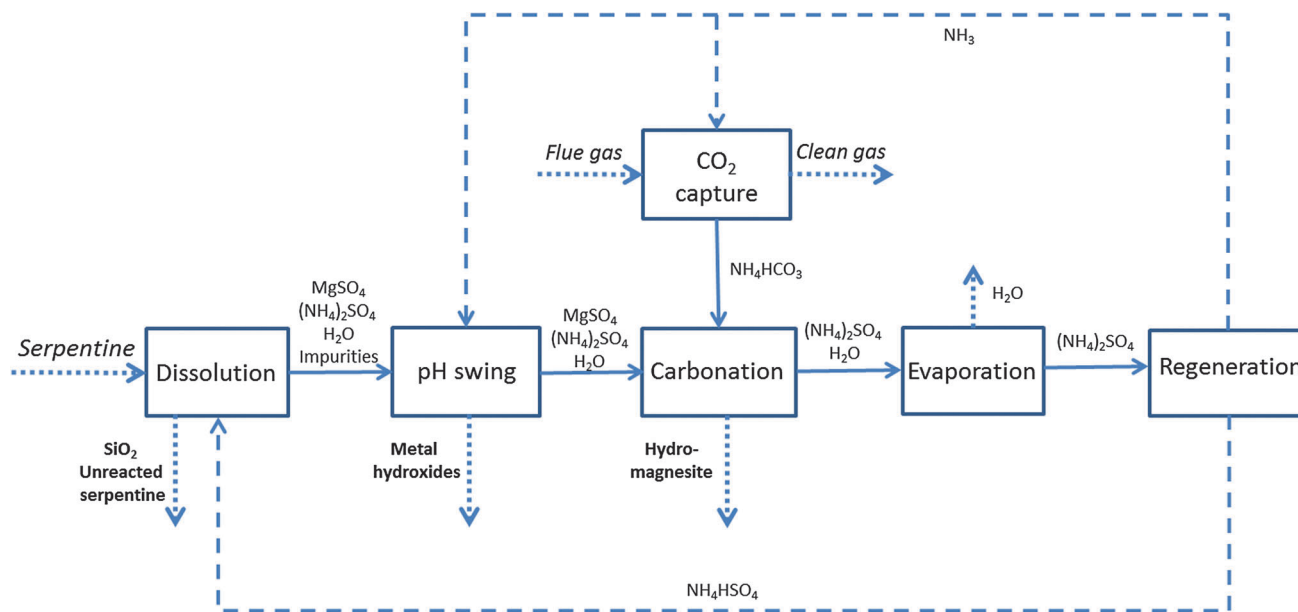 NH₃
Flue gas
CO₂
capture
Clean gas
NH₄HCO₃
H₂O
MgSO₄
(NH₄)₂SO₄
H₂O
Impurities
MgSO₄
(NH₄)₂SO₄
H₂O
(NH₄)₂SO₄
H₂O
(NH₄)₂SO₄
Serpentine
Dissolution
pH swing
Carbonation
Evaporation
Regeneration
SiO₂
Unreacted
serpentine
Metal
hydroxides
Hydro-
magnesite
NH₄HSO₄